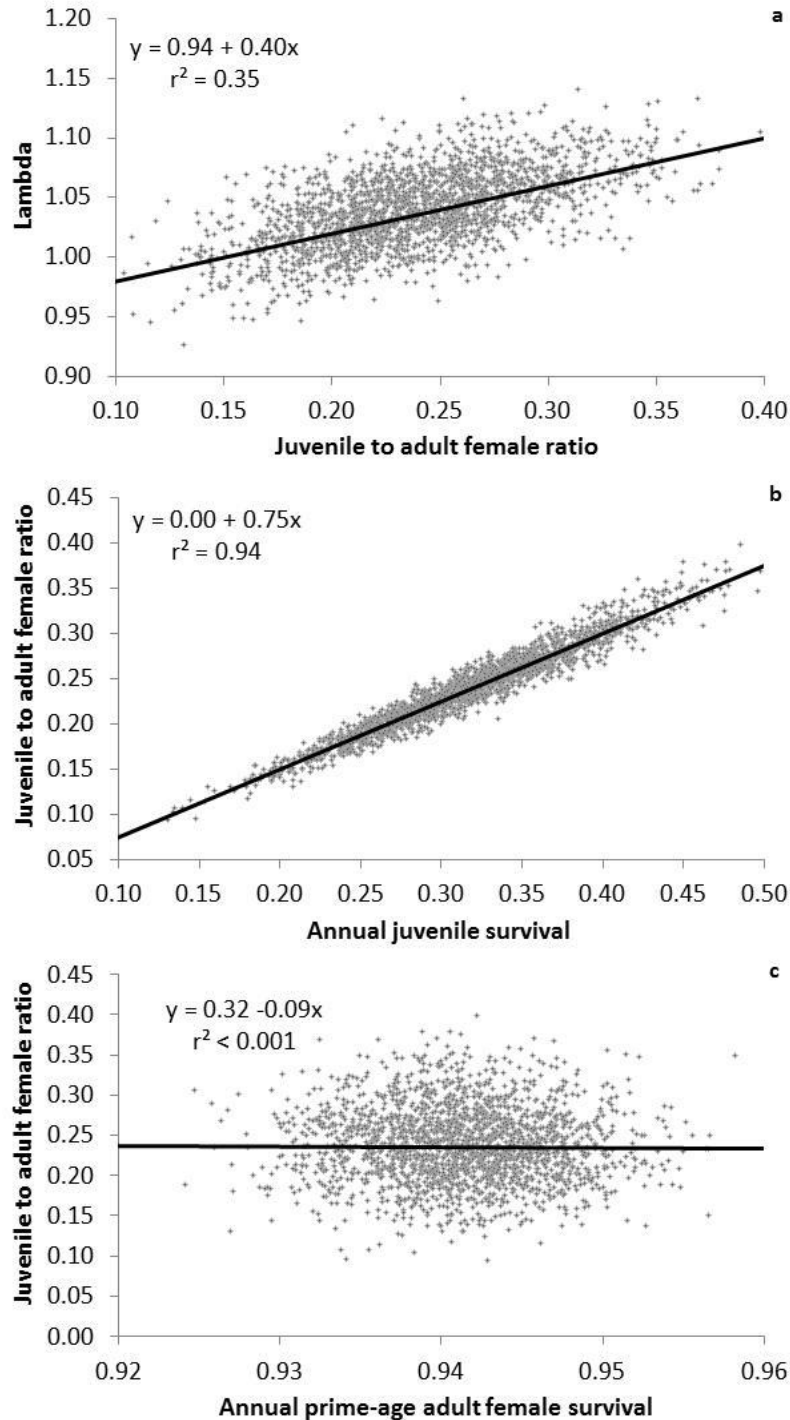 a
1.20
1.15
1.10
1.05
1.00
0.95
0.90
Lambda
y = 0.94 + 0.40x
r² = 0.35
0.10 0.15 0.20 0.25 0.30 0.35 0.40
Juvenile to adult female ratio
b
0.45
0.40
0.35
0.30
0.25
0.20
0.15
0.10
0.05
Juvenile to adult female ratio
y = 0.00 + 0.75x
r² = 0.94
0.10 0.15 0.20 0.25 0.30 0.35 0.40 0.45 0.50
Annual juvenile survival
c
0.45
0.40
0.35
0.30
0.25
0.20
0.15
0.10
0.05
0.00
Juvenile to adult female ratio
y = 0.32 -0.09x
r² < 0.001
0.92 0.93 0.94 0.95 0.96
Annual prime-age adult female survival